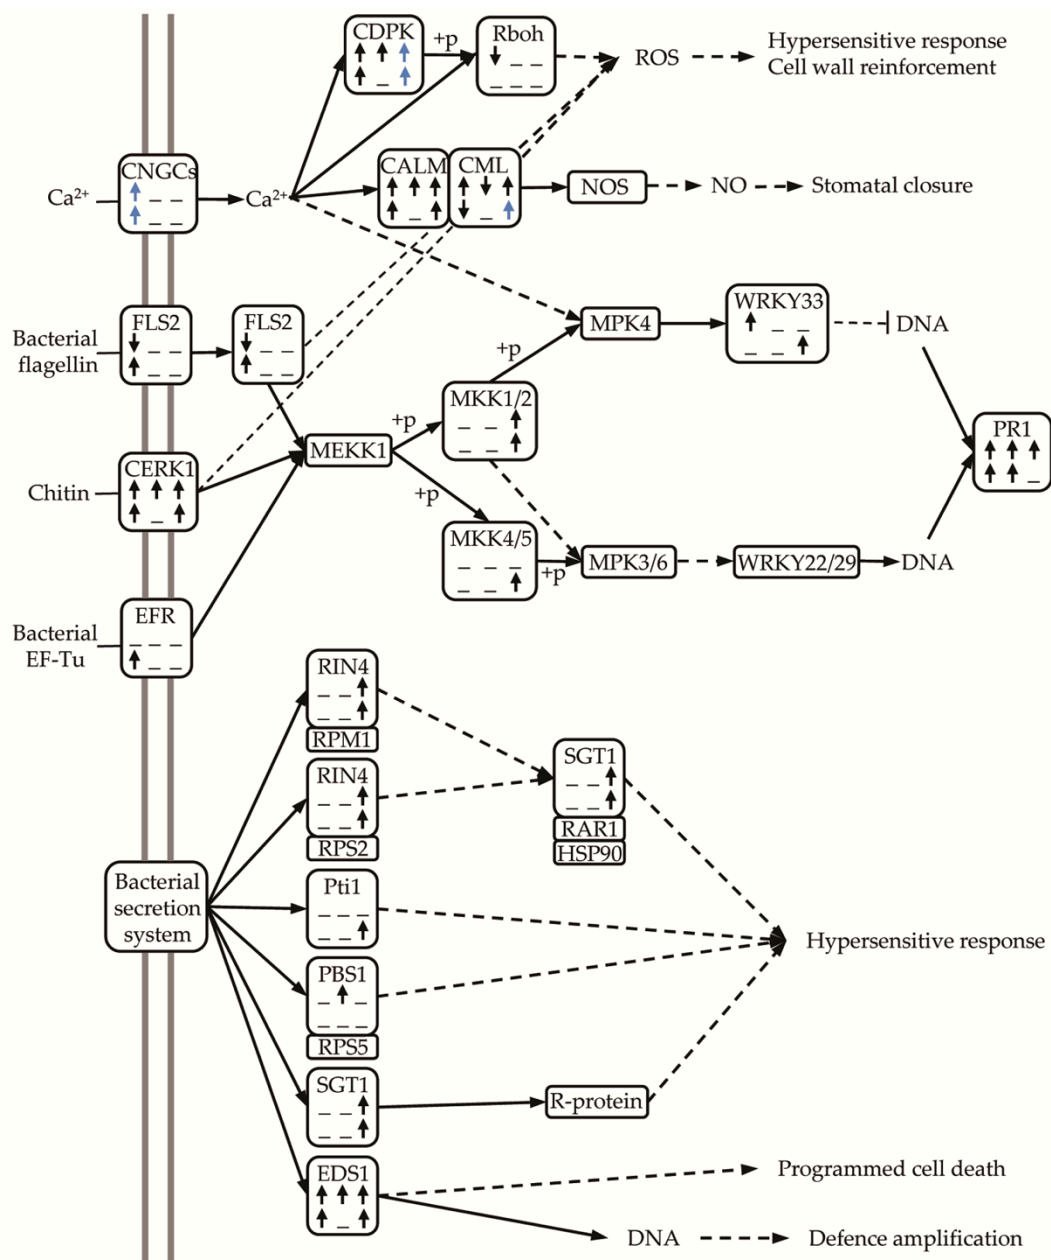 CDPK
+p
Rboh
ROS
Hypersensitive response
Cell wall reinforcement
CNGCs
Ca²⁺
Ca²⁺
CALM
CML
NOS
NO
Stomatal closure
FLS2
FLS2
Bacterial
flagellin
MPK4
WRKY33
DNA
+p
MKK1/2
+p
MEKK1
PR1
CERK1
Chitin
+p
MKK4/5
+p
MPK3/6
WRKY22/29
DNA
EFR
Bacterial
EF-Tu
RIN4
RPM1
RIN4
RPS2
SGT1
RAR1
HSP90
Bacterial
secretion
system
Pti1
PBS1
RPS5
Hypersensitive response
SGT1
R-protein
EDS1
Programmed cell death
DNA
Defence amplification